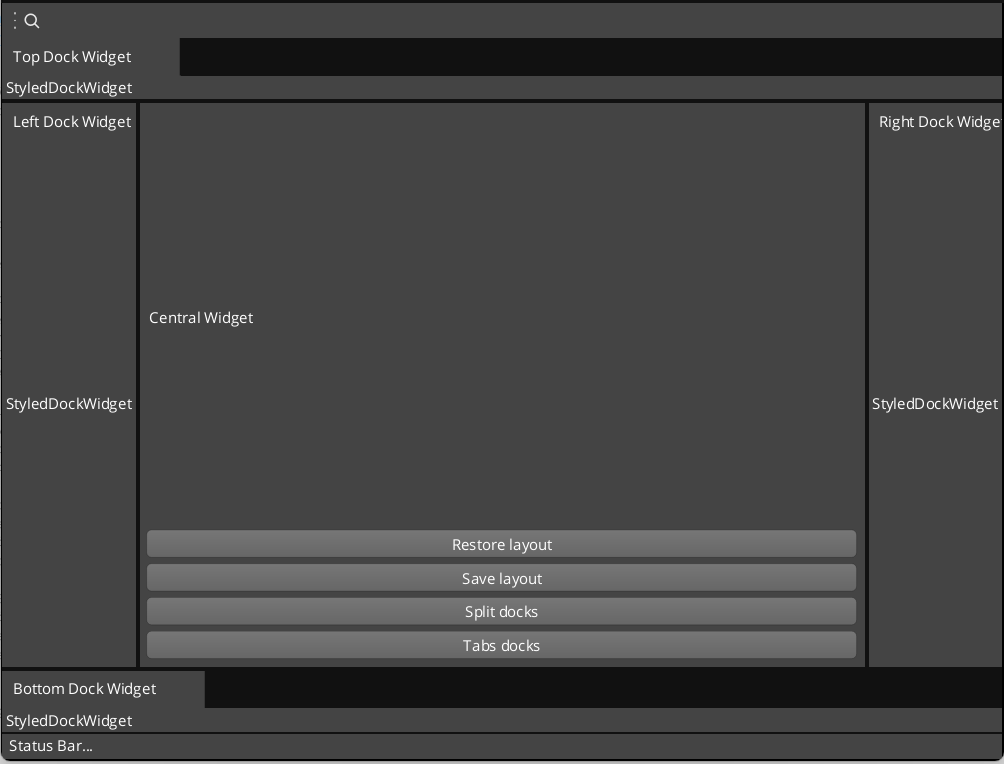 Top Dock Widget
StyledDockWidget
Left Dock Widget
Right Dock Widge
Central Widget
StyledDockWidget
StyledDockWidget
Restore layout
Save layout
Split docks
Tabs docks
Bottom Dock Widget
StyledDockWidget
Status Bar...